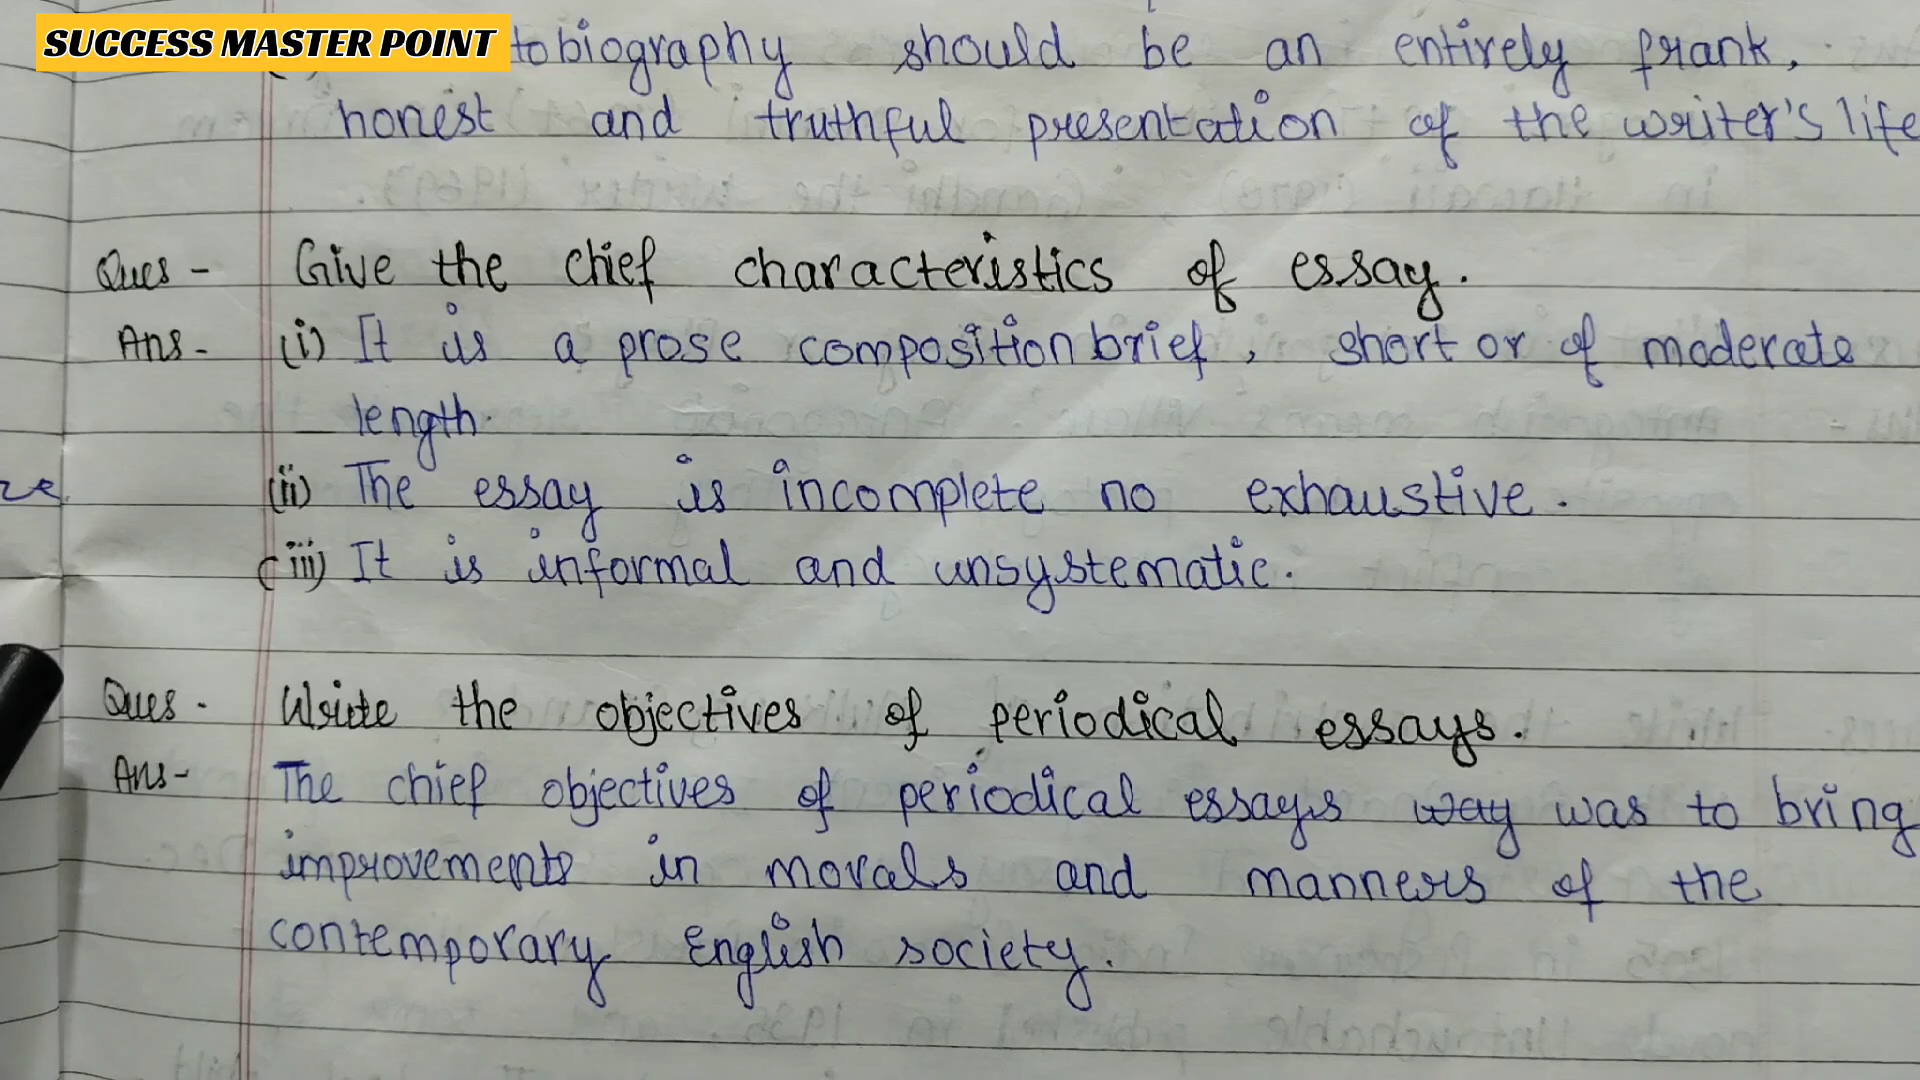 SUCCESS MASTER POINT
tobiography should be an entirely frank,
honest and truthful presentation of the writer's life
Ques - Give the chief characteristics of essay.
Ans - (i) It is a prose composition brief, short or of moderate
length.
(ii) The essay is incomplete no exhaustive.
(iii) It is informal and unsystematic.
Ques - Write the objectives of periodical essays.
Ans - The chief objectives of periodical essays way was to bring
improvements in morals and manners of the
contemporary English society.